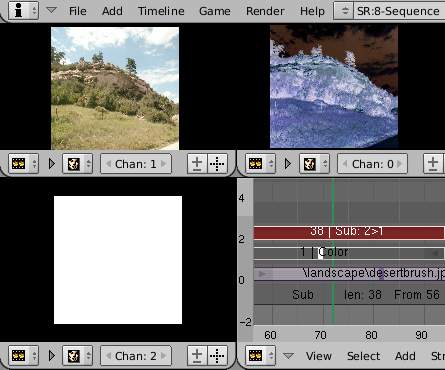 File Add Timeline Game Render Help SR:8-Sequence
Chan: 1
Chan: 0
4
38 | Sub: 2>1
2
1 | Color
\landscape\desertbrush.jp
0
Sub len: 38 From 56
-2
60 70 80 90
Chan: 2
View Select Add Str